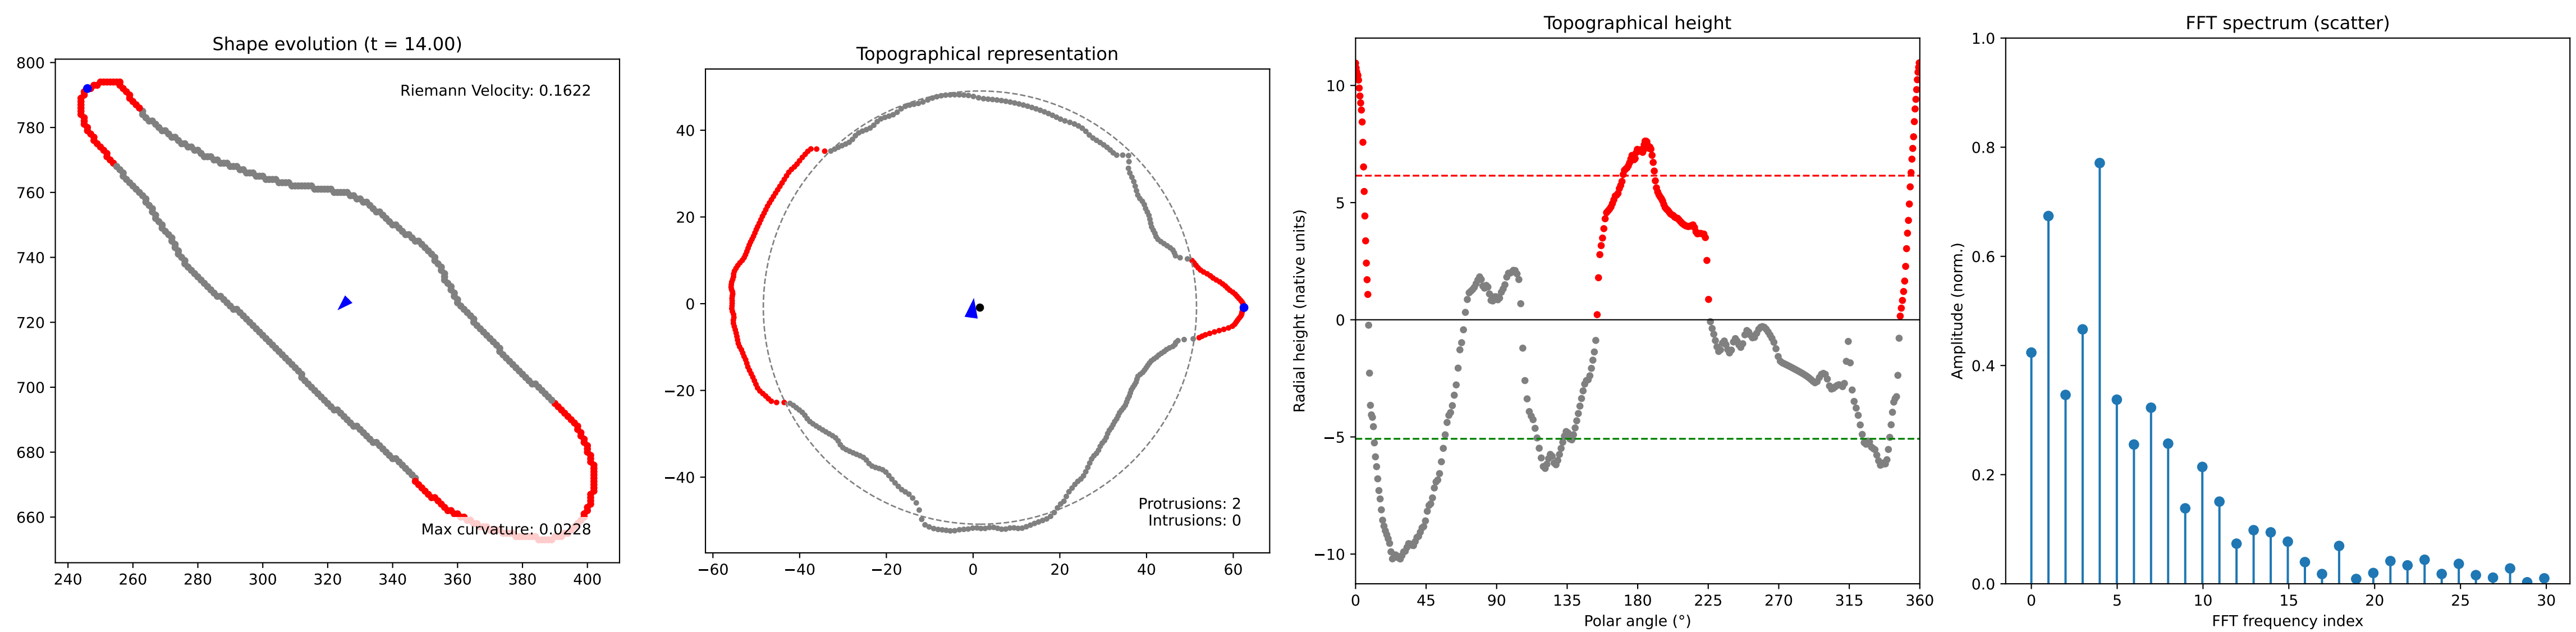 Shape evolution (t = 14.00)
Riemann Velocity: 0.1622
Max curvature: 0.0228
800
780
760
740
720
700
680
660
240 260 280 300 320 340 360 380 400
Topographical representation
40
20
0
−20
−40
−60 −40 −20 0 20 40 60
Protrusions: 2
Intrusions: 0
Topographical height
Radial height (native units)
10
5
0
−5
−10
0 45 90 135 180 225 270 315 360
Polar angle (°)
FFT spectrum (scatter)
Amplitude (norm.)
1.0
0.8
0.6
0.4
0.2
0.0
0 5 10 15 20 25 30
FFT frequency index